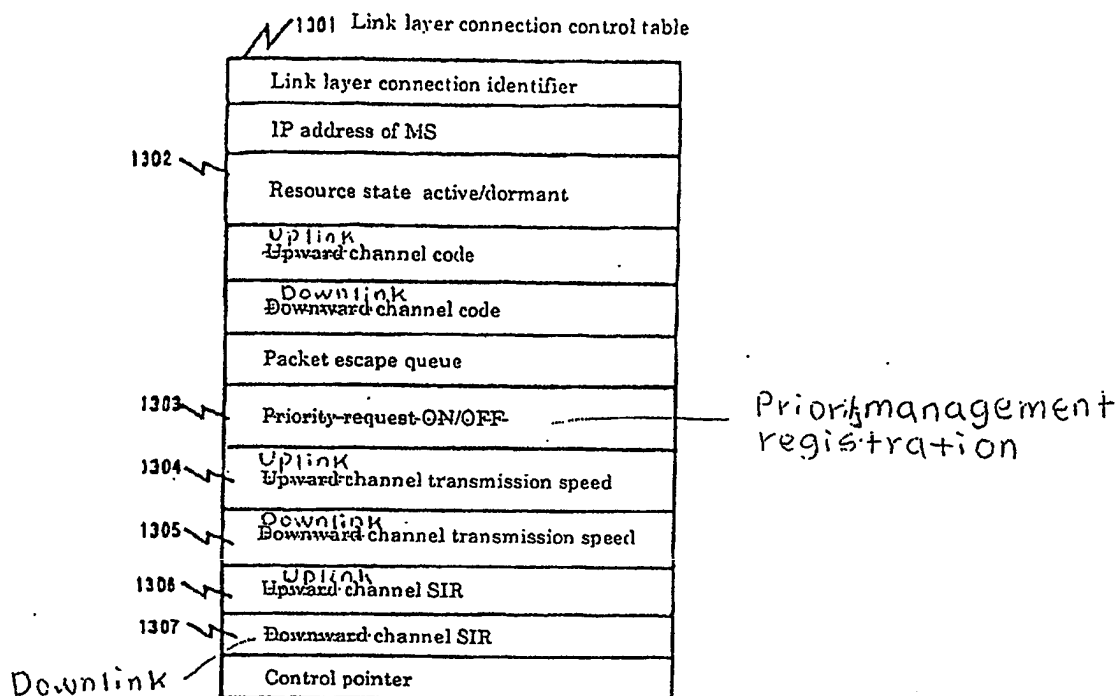 1301 Link layer connection control table
Link layer connection identifier
IP address of MS
1302
Resource state active/dormant
Uplink
Upward channel code
Downlink
Downward channel code
Packet escape queue
1303
Priority request ON/OFF
Priority management
registration
Uplink
1304
Upward channel transmission speed
Downlink
1305
Downward channel transmission speed
Uplink
1306
Upward channel SIR
1307
Downward channel SIR
Downlink
Control pointer